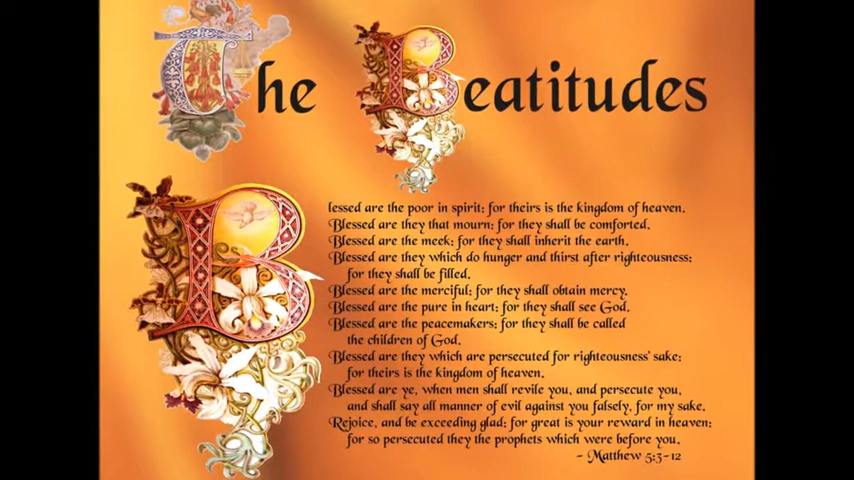 The Beatitudes
Blessed are the poor in spirit: for theirs is the kingdom of heaven.
Blessed are they that mourn: for they shall be comforted.
Blessed are the meek: for they shall inherit the earth.
Blessed are they which do hunger and thirst after righteousness:
for they shall be filled.
Blessed are the merciful: for they shall obtain mercy.
Blessed are the pure in heart: for they shall see God.
Blessed are the peacemakers: for they shall be called
the children of God.
Blessed are they which are persecuted for righteousness' sake:
for theirs is the kingdom of heaven.
Blessed are ye, when men shall revile you, and persecute you,
and shall say all manner of evil against you falsely, for my sake.
Rejoice, and be exceeding glad: for great is your reward in heaven:
for so persecuted they the prophets which were before you.
- Matthew 5:3-12